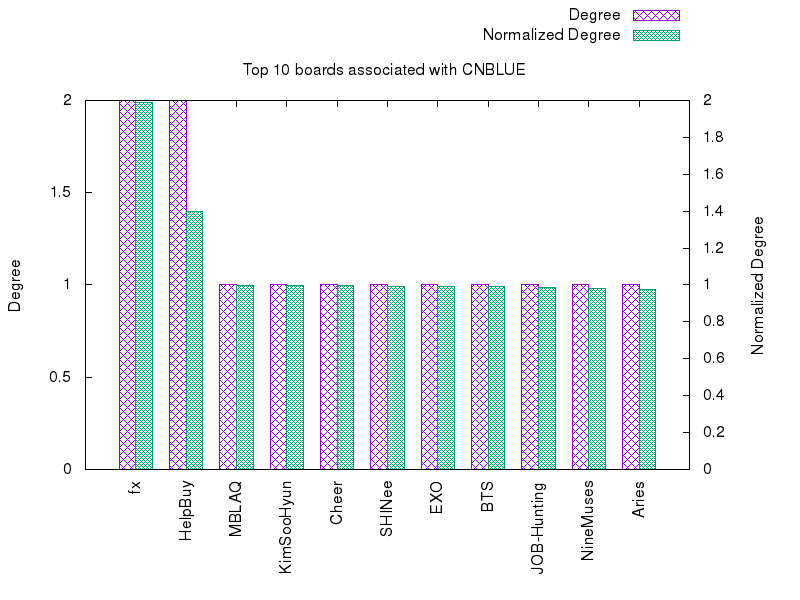 Degree
Normalized Degree
Top 10 boards associated with CNBLUE
2
1.5
1
0.5
0
2
1.8
1.6
1.4
1.2
1
0.8
0.6
0.4
0.2
0
Degree
Normalized Degree
fx
HelpBuy
MBLAQ
KimSooHyun
Cheer
SHINee
EXO
BTS
JOB-Hunting
NineMuses
Aries